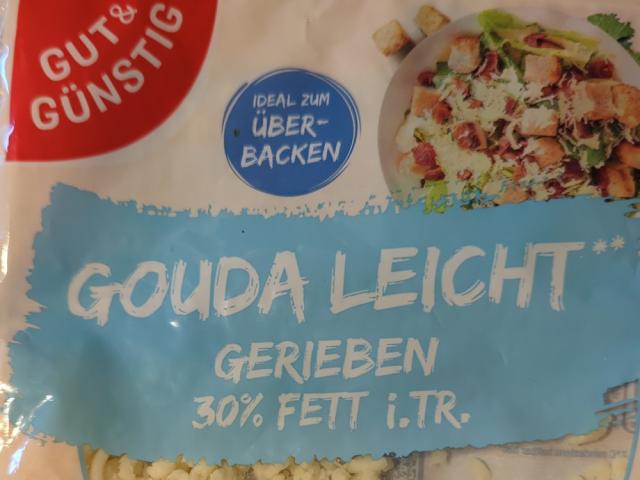 GUT&
GÜNSTIG
IDEAL ZUM
ÜBER-
BACKEN
GOUDA LEICHT**
GERIEBEN
30% FETT i.TR.